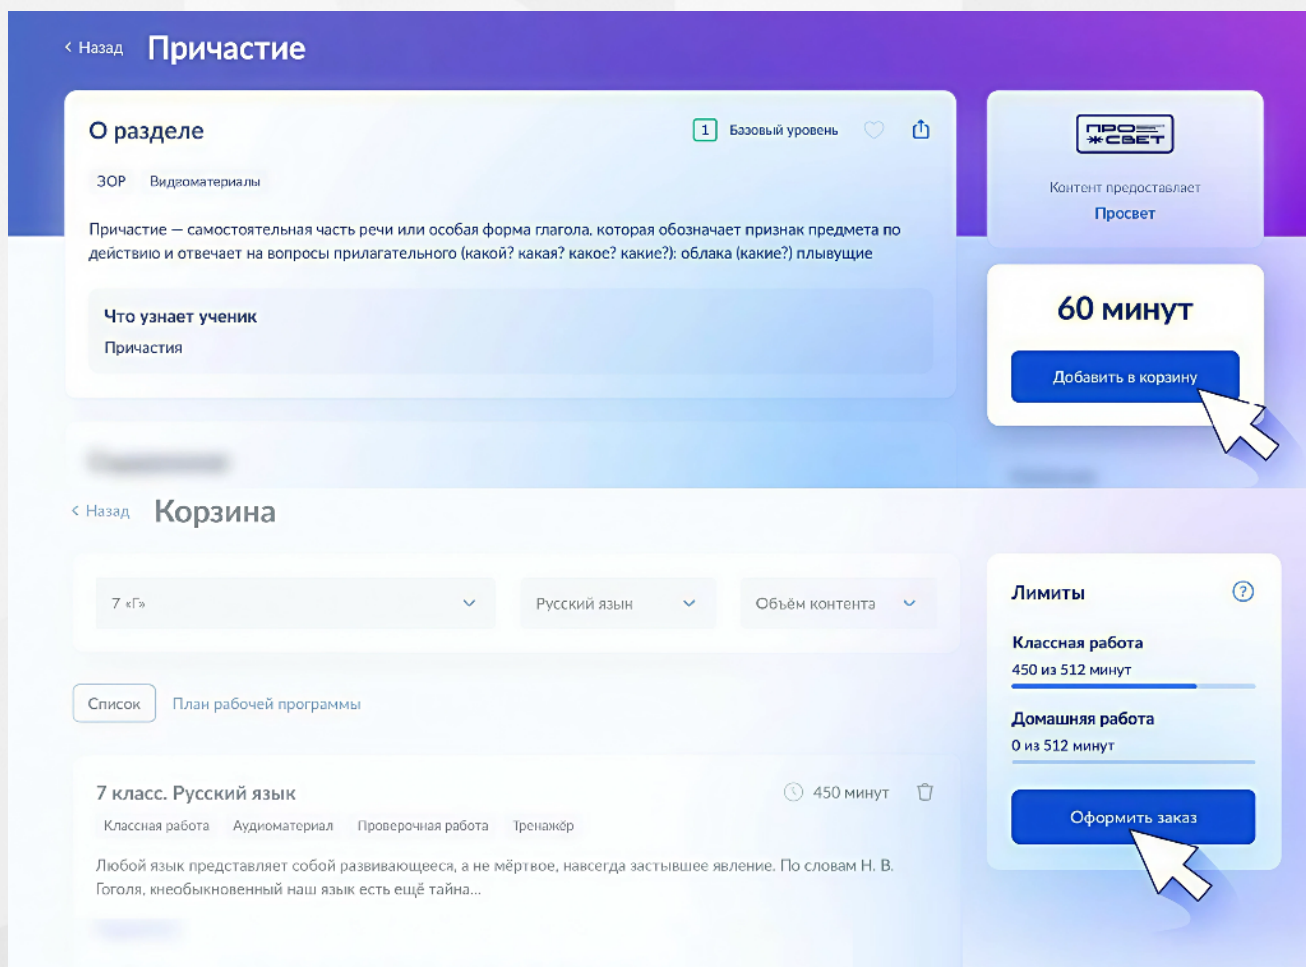 Назад Причастие
О разделе
1 Базовый уровень
ЗОР Видеоматериалы
Причастие — самостоятельная часть речи или особая форма глагола, которая обозначает признак предмета по
действию и отвечает на вопросы прилагательного (какой? какая? какое? какие?): облака (какие?) плывущие
Что узнает ученик
Причастия
ПРО
СВЕТ
Контент предоставляет
Просвет
60 минут
Добавить в корзину
Назад Корзина
7 «Г»
Русский язын
Объём контента
Список План рабочей программы
7 класс. Русский язык
450 минут
Классная работа Аудиоматериал Проверочная работа Тренажёр
Любой язык представляет собой развивающееся, а не мёртвое, навсегда застывшее явление. По словам Н. В.
Гоголя, кнеобыкновенный наш язык есть ещё тайна...
Лимиты ?
Классная работа
450 из 512 минут
Домашняя работа
0 из 512 минут
Оформить заказ